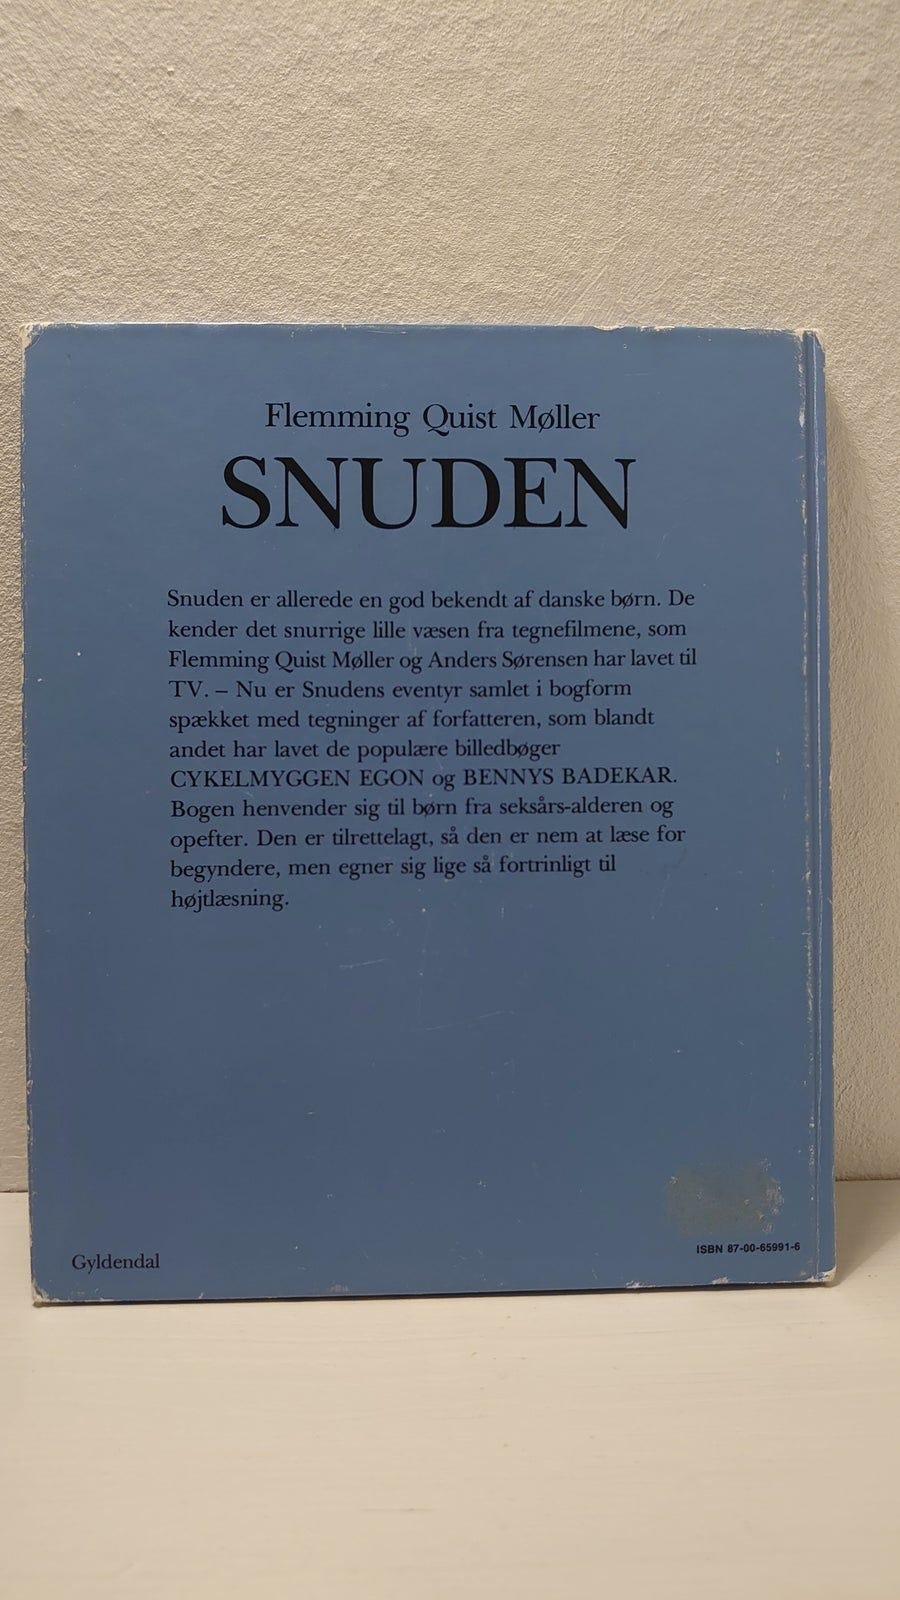 Flemming Quist Møller
SNUDEN
Snuden er allerede en god bekendt af danske børn. De
kender det snurrige lille væsen fra tegnefilmene, som
Flemming Quist Møller og Anders Sørensen har lavet til
TV. – Nu er Snudens eventyr samlet i bogform
spækket med tegninger af forfatteren, som blandt
andet har lavet de populære billedbøger
CYKELMYGGEN EGON og BENNYS BADEKAR.
Bogen henvender sig til børn fra seksårs-alderen og
opefter. Den er tilrettelagt, så den er nem at læse for
begyndere, men egner sig lige så fortrinligt til
højtlæsning.
Gyldendal
ISBN 87-00-65991-6